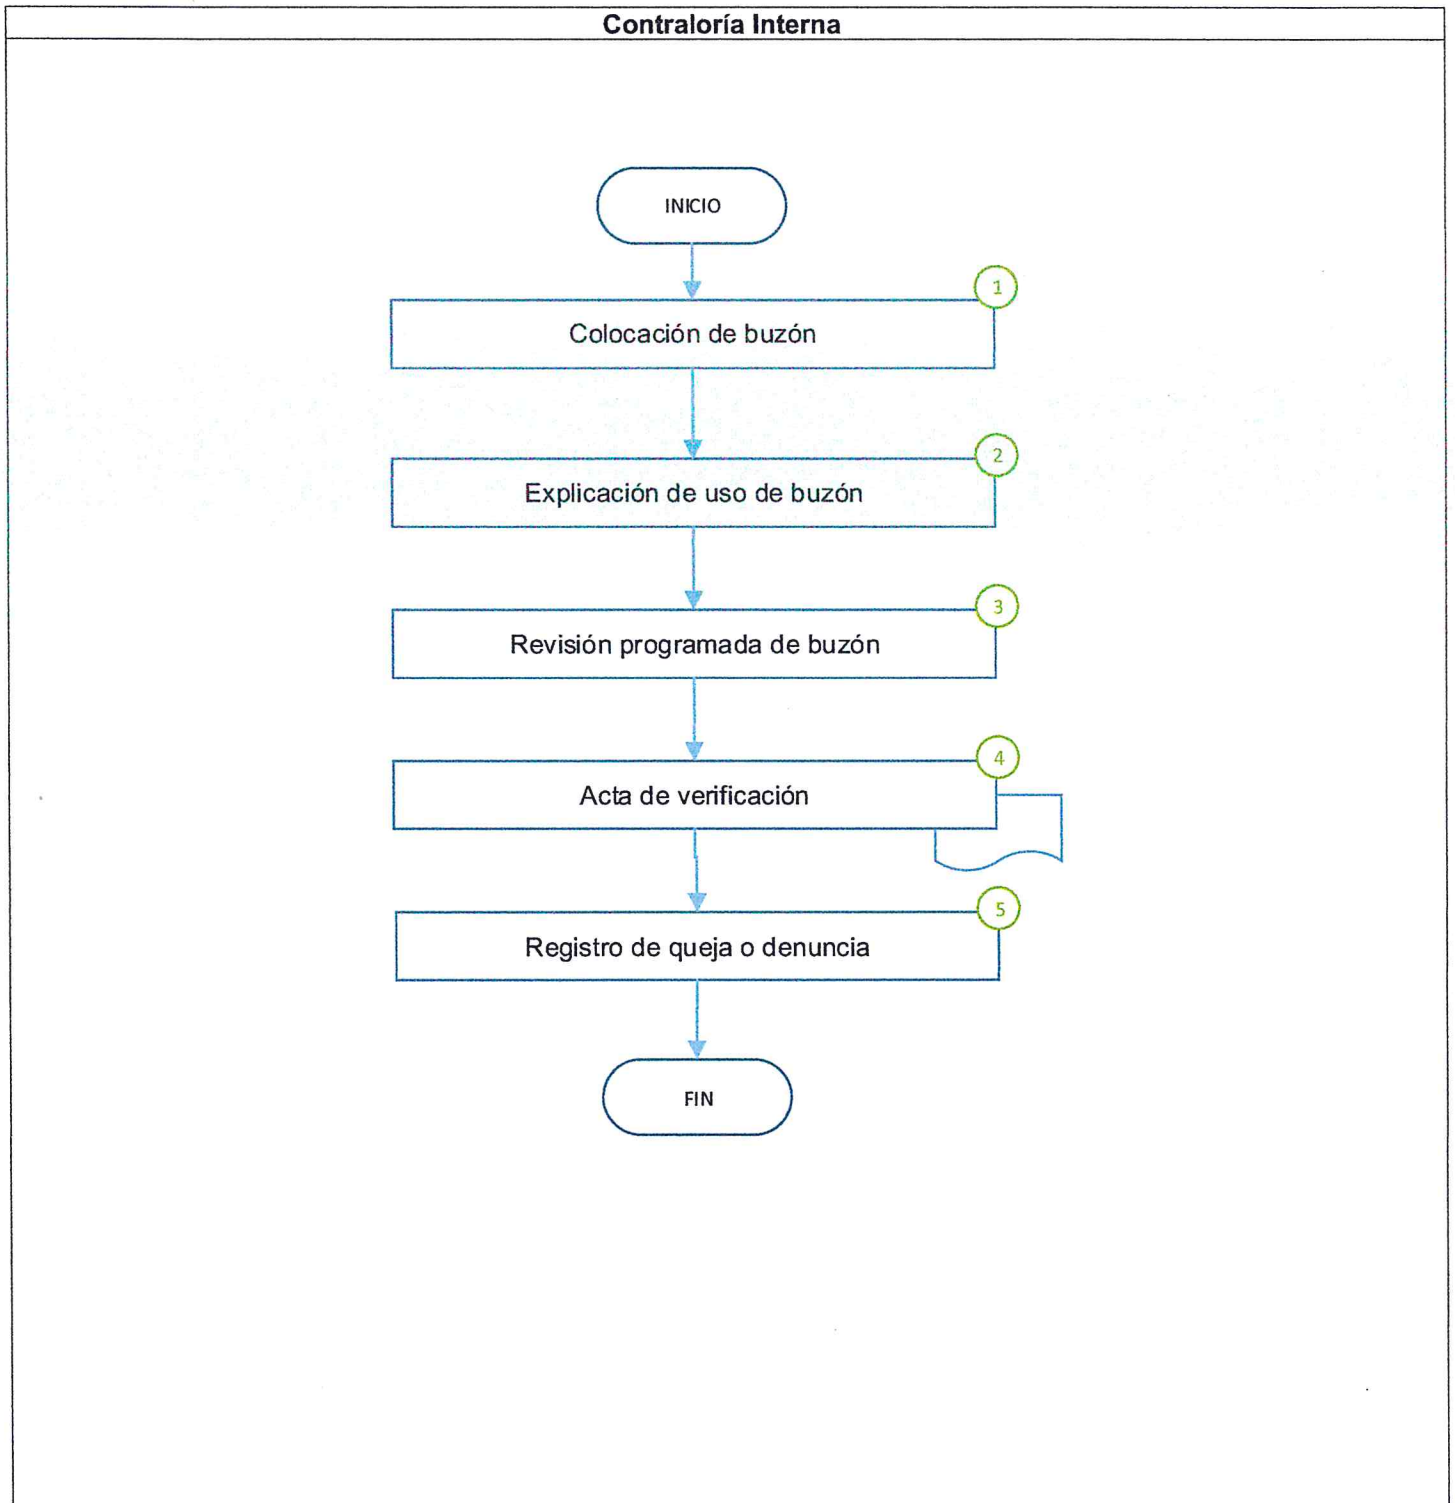 Contraloría Interna
INICIO
1
Colocación de buzón
2
Explicación de uso de buzón
3
Revisión programada de buzón
4
Acta de verificación
5
Registro de queja o denuncia
FIN